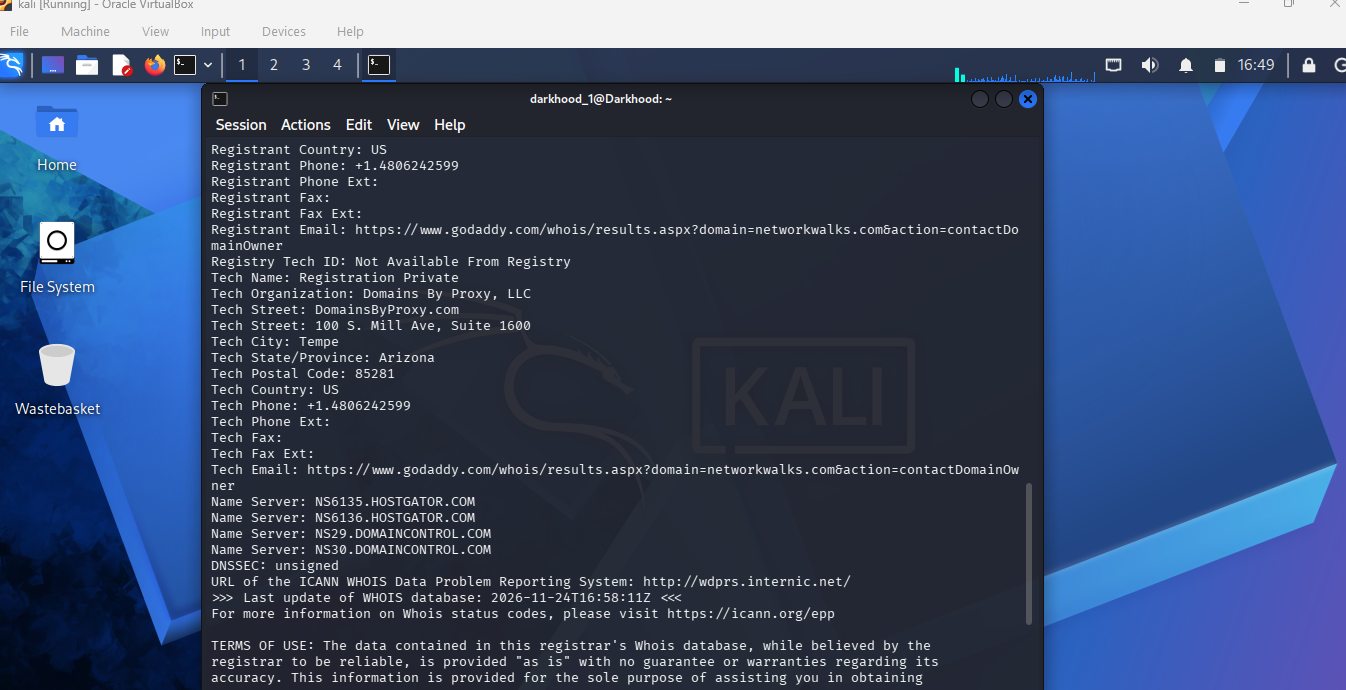 kali [Running] - Oracle VirtualBox
File Machine View Input Devices Help
1 2 3 4 16:49
darkhood_1@Darkhood: ~
Session Actions Edit View Help
Home
File System
Wastebasket
Registrant Country: US
Registrant Phone: +1.4806242599
Registrant Phone Ext:
Registrant Fax:
Registrant Fax Ext:
Registrant Email: https://www.godaddy.com/whois/results.aspx?domain=networkwalks.com&action=contactDo
mainOwner
Registry Tech ID: Not Available From Registry
Tech Name: Registration Private
Tech Organization: Domains By Proxy, LLC
Tech Street: DomainsByProxy.com
Tech Street: 100 S. Mill Ave, Suite 1600
Tech City: Tempe
Tech State/Province: Arizona
Tech Postal Code: 85281
Tech Country: US
Tech Phone: +1.4806242599
Tech Phone Ext:
Tech Fax:
Tech Fax Ext:
Tech Email: https://www.godaddy.com/whois/results.aspx?domain=networkwalks.com&action=contactDomainOw
ner
Name Server: NS6135.HOSTGATOR.COM
Name Server: NS6136.HOSTGATOR.COM
Name Server: NS29.DOMAINCONTROL.COM
Name Server: NS30.DOMAINCONTROL.COM
DNSSEC: unsigned
URL of the ICANN WHOIS Data Problem Reporting System: http://wdprs.internic.net/
>>> Last update of WHOIS database: 2026-11-24T16:58:11Z <<<
For more information on Whois status codes, please visit https://icann.org/epp
TERMS OF USE: The data contained in this registrar's Whois database, while believed by the
registrar to be reliable, is provided "as is" with no guarantee or warranties regarding its
accuracy. This information is provided for the sole purpose of assisting you in obtaining
KALI